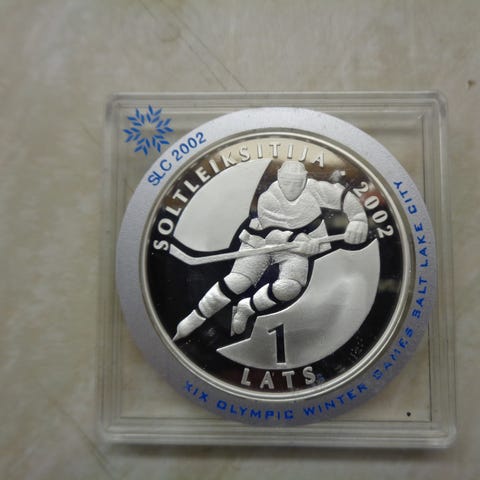 SLC 2002
SOLTLEIKSITIJA 2002
1
LATS
XIX OLYMPIC WINTER GAMES SALT LAKE CITY